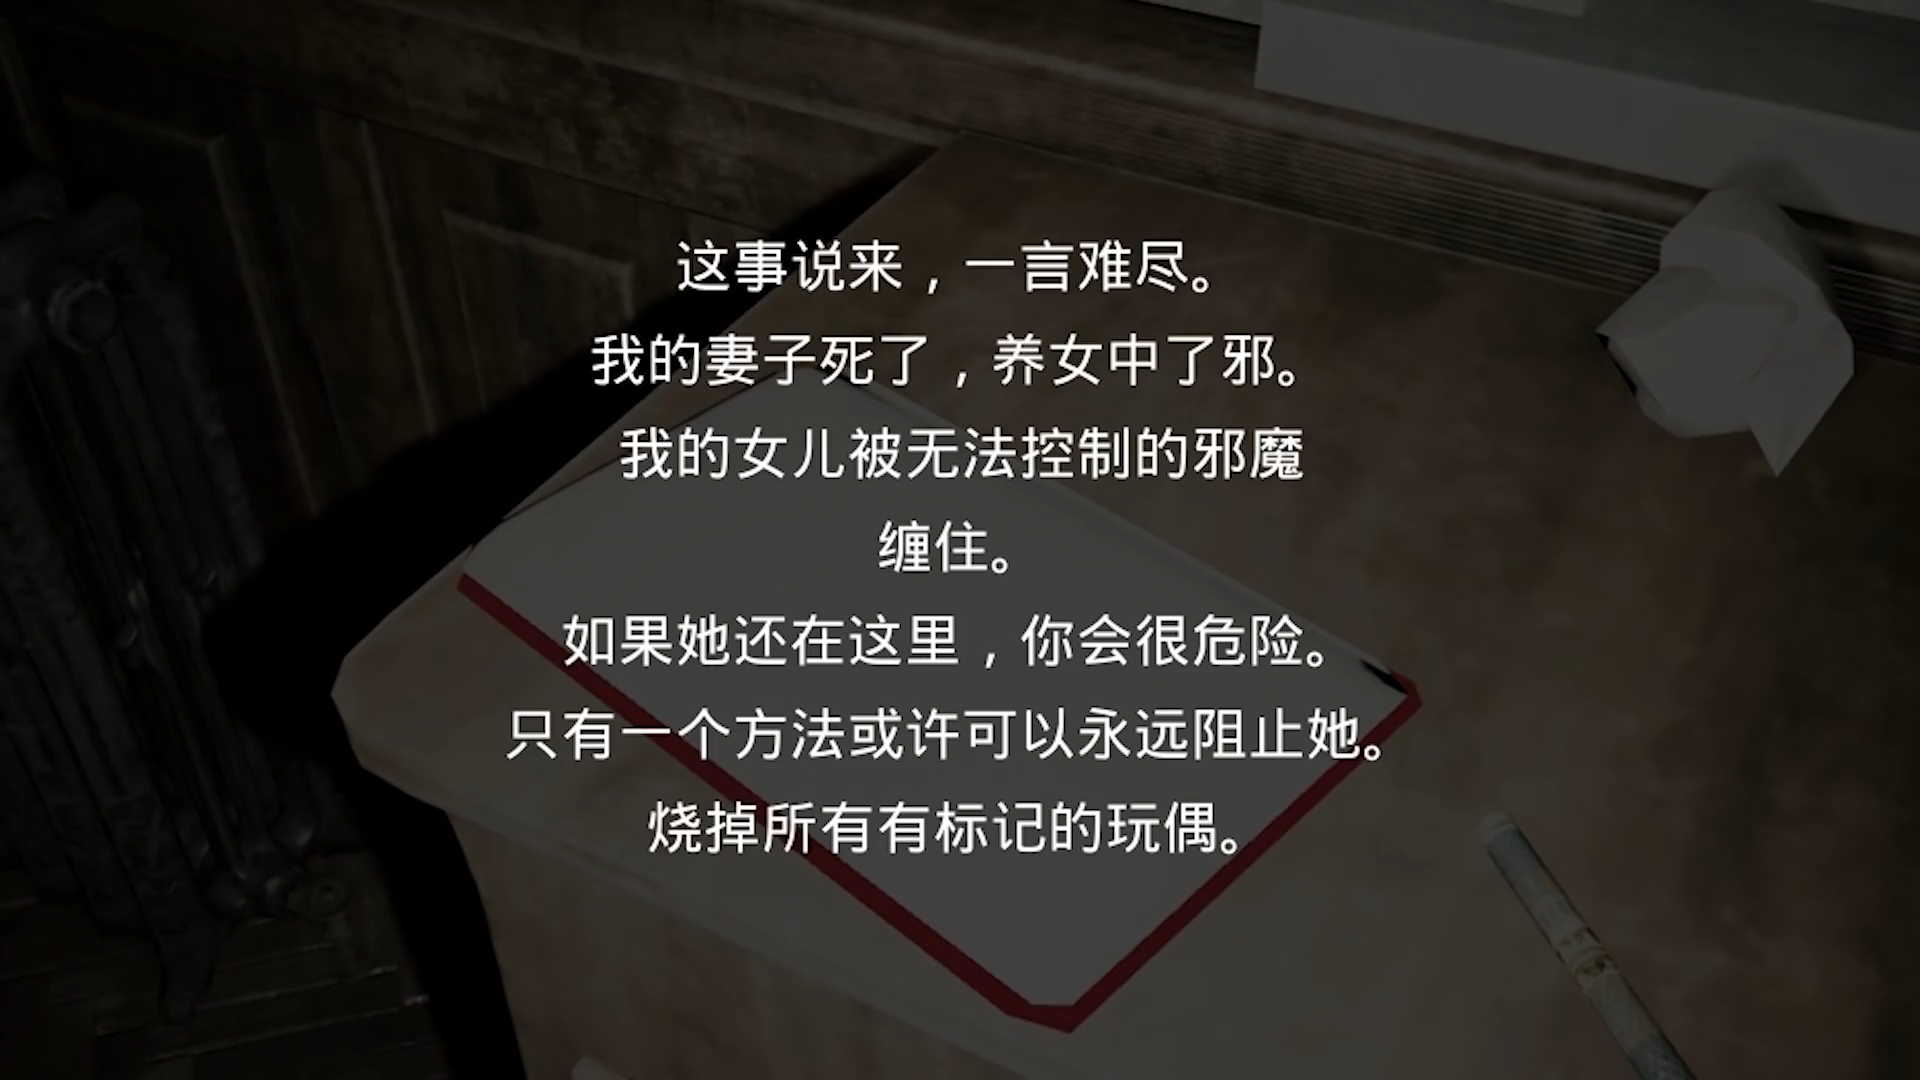 这事说来，一言难尽。
我的妻子死了，养女中了邪。
我的女儿被无法控制的邪魔
缠住。
如果她还在这里，你会很危险。
只有一个方法或许可以永远阻止她。
烧掉所有有标记的玩偶。